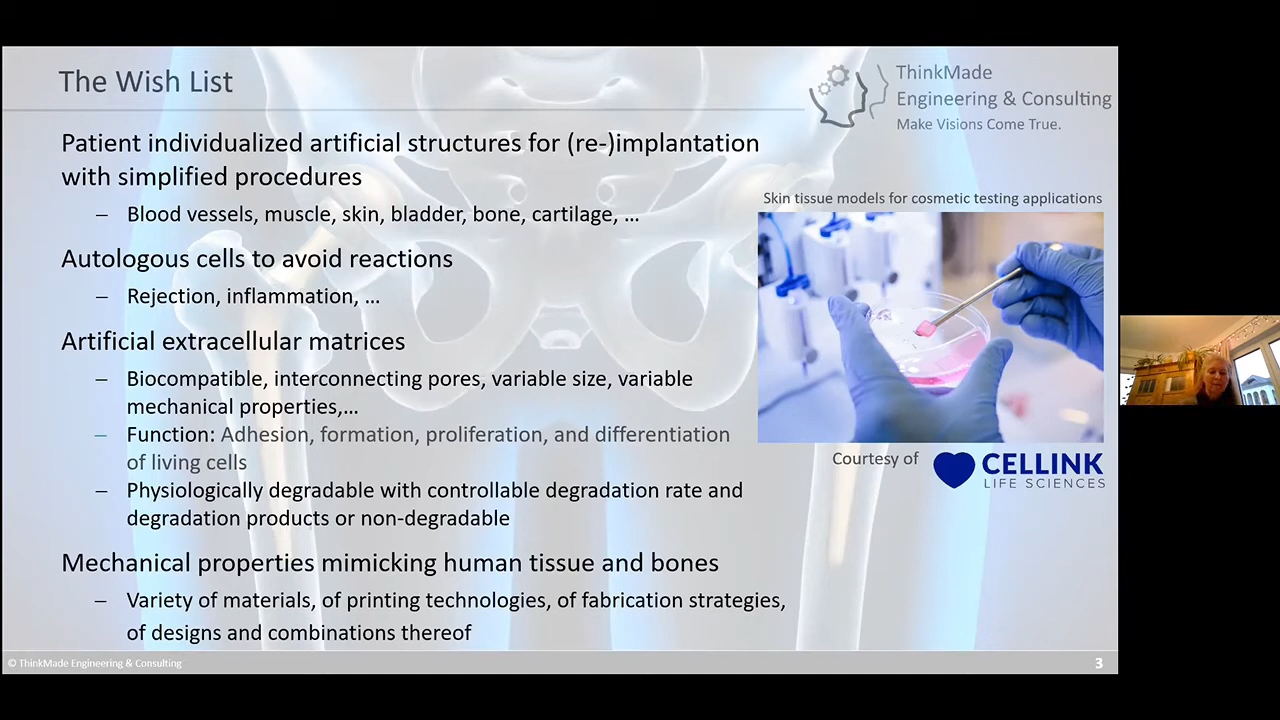 The Wish List
ThinkMade
Engineering & Consulting
Make Visions Come True.
Patient individualized artificial structures for (re-)implantation
with simplified procedures
– Blood vessels, muscle, skin, bladder, bone, cartilage, ...
Autologous cells to avoid reactions
– Rejection, inflammation, ...
Artificial extracellular matrices
– Biocompatible, interconnecting pores, variable size, variable
mechanical properties,...
– Function: Adhesion, formation, proliferation, and differentiation
of living cells
– Physiologically degradable with controllable degradation rate and
degradation products or non-degradable
Mechanical properties mimicking human tissue and bones
– Variety of materials, of printing technologies, of fabrication strategies,
of designs and combinations thereof
Skin tissue models for cosmetic testing applications
Courtesy of
CELLINK
LIFE SCIENCES
© ThinkMade Engineering & Consulting
3